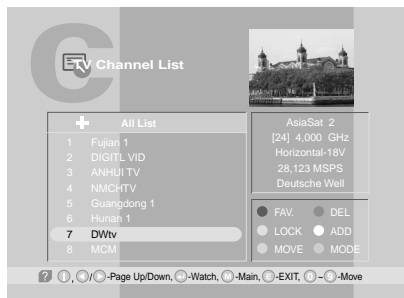 TV Channel List
All List
1 Fujian 1
2 DIGITL VID
3 ANHUI TV
4 NMCHTV
5 Guangdong 1
6 Hunan 1
7 DWtv
8 MCM
AsiaSat 2
[24] 4,000 GHz
Horizontal-18V
28,123 MSPS
Deutsche Well
FAV. DEL
LOCK ADD
MOVE MODE
? , / -Page Up/Down, -Watch, M -Main, E -EXIT, 0 ~ 9 -Move